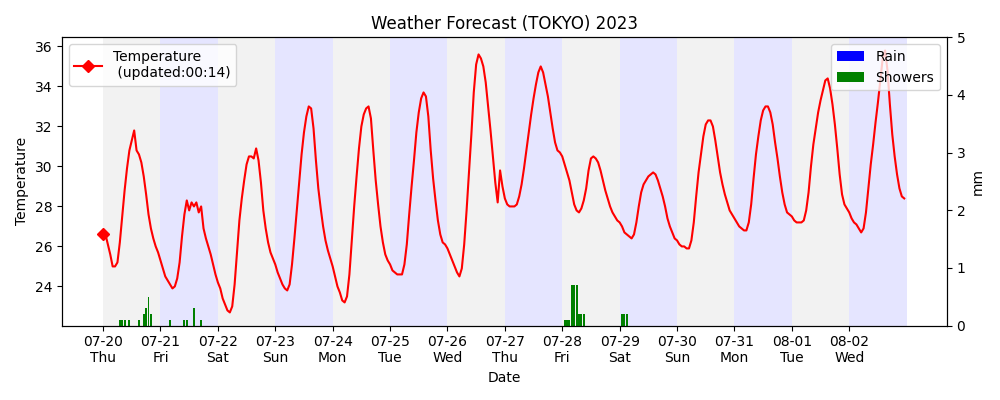 Weather Forecast (TOKYO) 2023
Temperature
(updated:00:14)
Rain
Showers
36
34
32
30
28
26
24
Temperature
5
4
3
2
1
0
mm
07-20 07-21 07-22 07-23 07-24 07-25 07-26 07-27 07-28 07-29 07-30 07-31 08-01 08-02
Thu Fri Sat Sun Mon Tue Wed Thu Fri Sat Sun Mon Tue Wed
Date